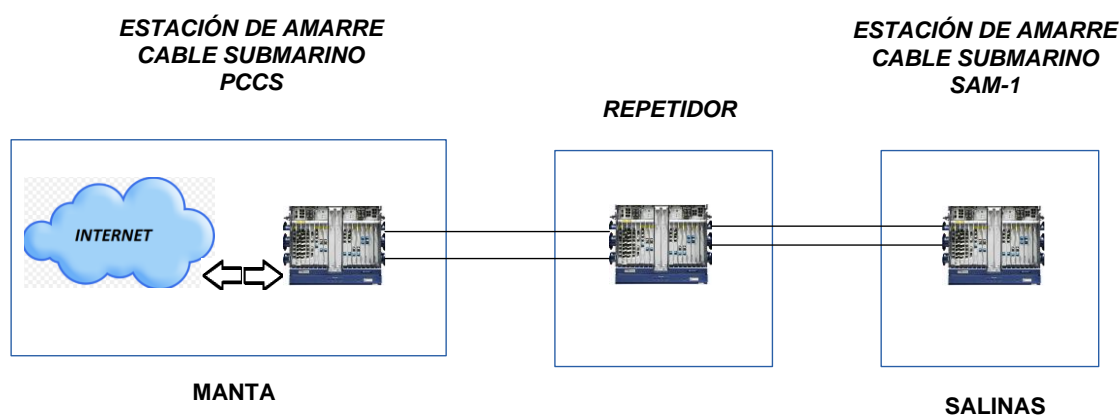 ESTACIÓN DE AMARRE
CABLE SUBMARINO
PCCS
ESTACIÓN DE AMARRE
CABLE SUBMARINO
SAM-1
REPETIDOR
INTERNET
MANTA
SALINAS